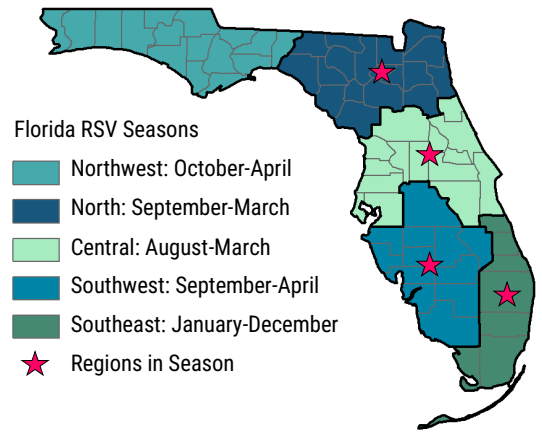 Florida RSV Seasons
Northwest: October-April
North: September-March
Central: August-March
Southwest: September-April
Southeast: January-December
Regions in Season